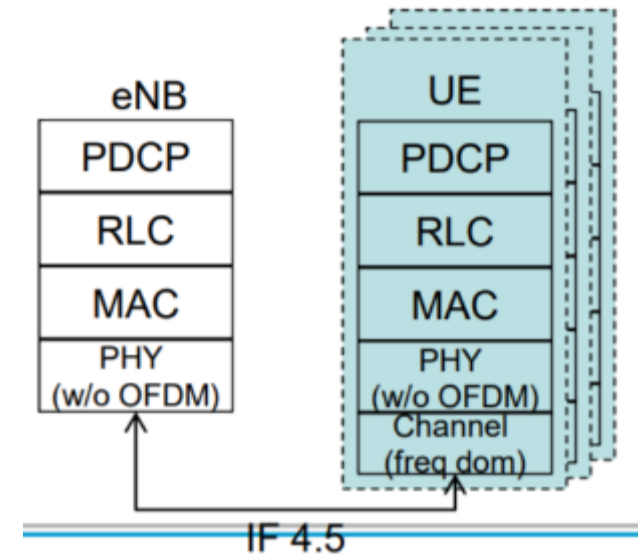 eNB
PDCP
RLC
MAC
PHY
(w/o OFDM)
UE
PDCP
RLC
MAC
PHY
(w/o OFDM)
Channel
(freq dom)
IF 4.5